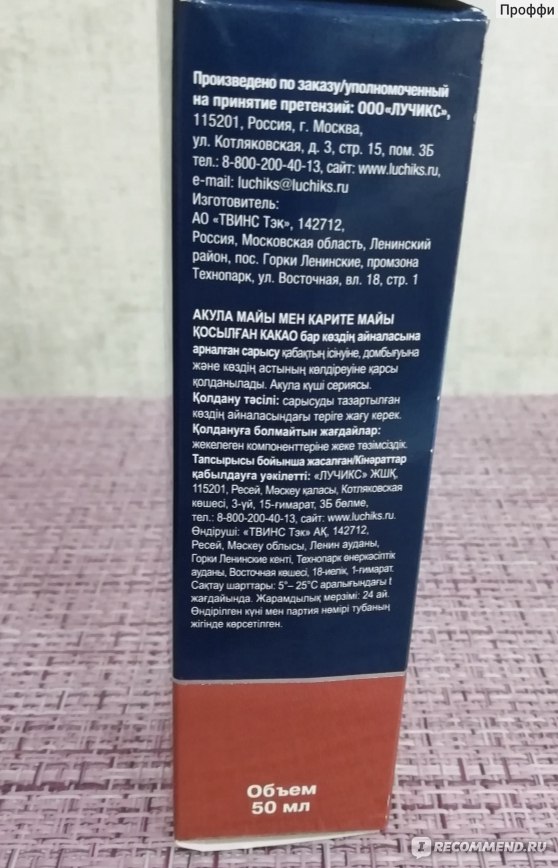 Проффи
Произведено по заказу/уполномоченный
на принятие претензий: ООО«ЛУЧИКС»,
115201, Россия, г. Москва,
ул. Котляковская, д. 3, стр. 15, пом. 3Б
тел.: 8-800-200-40-13, сайт: www.luchiks.ru,
e-mail: luchiks@luchiks.ru
Изготовитель:
АО «ТВИНС Тэк», 142712,
Россия, Московская область, Ленинский
район, пос. Горки Ленинские, промзона
Технопарк, ул. Восточная, вл. 18, стр. 1
АКУЛА МАЙЫ МЕН КАРИТЕ МАЙЫ
ҚОСЫЛҒАН КАКАО бар көздің айналасына
арналған сарысу қабақтың ісінуіне, домбығуына
және көздің астының көлдіреуіне қарсы
қолданылады. Акула күші сериясы.
Қолдану тәсілі: сарысуды тазартылған
көздің айналасындағы теріге жағу керек.
Қолдануға болмайтын жағдайлар:
жекелеген компоненттеріне жеке төзімсіздік.
Тапсырысы бойынша жасалған/Кінәраттар
қабылдауға уәкілетті: «ЛУЧИКС» ЖШҚ,
115201, Ресей, Мәскеу қаласы, Котляковская
көшесі, 3-үй, 15-ғимарат, 3Б бөлме,
тел.: 8-800-200-40-13, сайт: www.luchiks.ru.
Өндіруші: «ТВИНС Тэк» АҚ, 142712,
Ресей, Мәскеу облысы, Ленин ауданы,
Горки Ленинские кенті, Технопарк өнеркәсіптік
ауданы, Восточная көшесі, 18-иелік, 1-ғимарат.
Сақтау шарттары: 5°– 25°С аралығындағы t
жағдайында. Жарамдылық мерзімі: 24 ай.
Өндірілген күні мен партия нөмірі тубаның
жігінде көрсетілген.
Объем
50 мл
RECOMMEND.RU